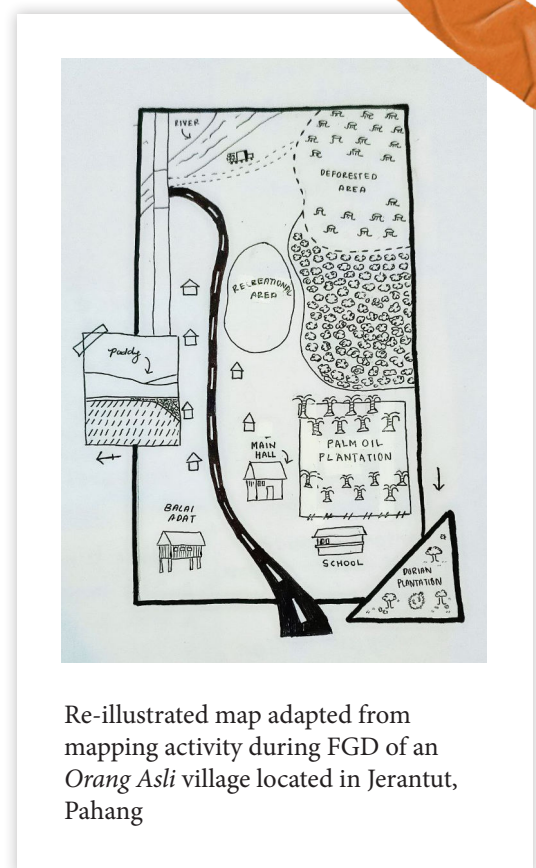 RIVER
DEFORESTED
AREA
RECREATIONAL
AREA
Paddy
MAIN
HALL
PALM OIL
PLANTATION
BALAI
ADAT
SCHOOL
DURIAN
PLANTATION
Re-illustrated map adapted from
mapping activity during FGD of an
Orang Asli village located in Jerantut,
Pahang